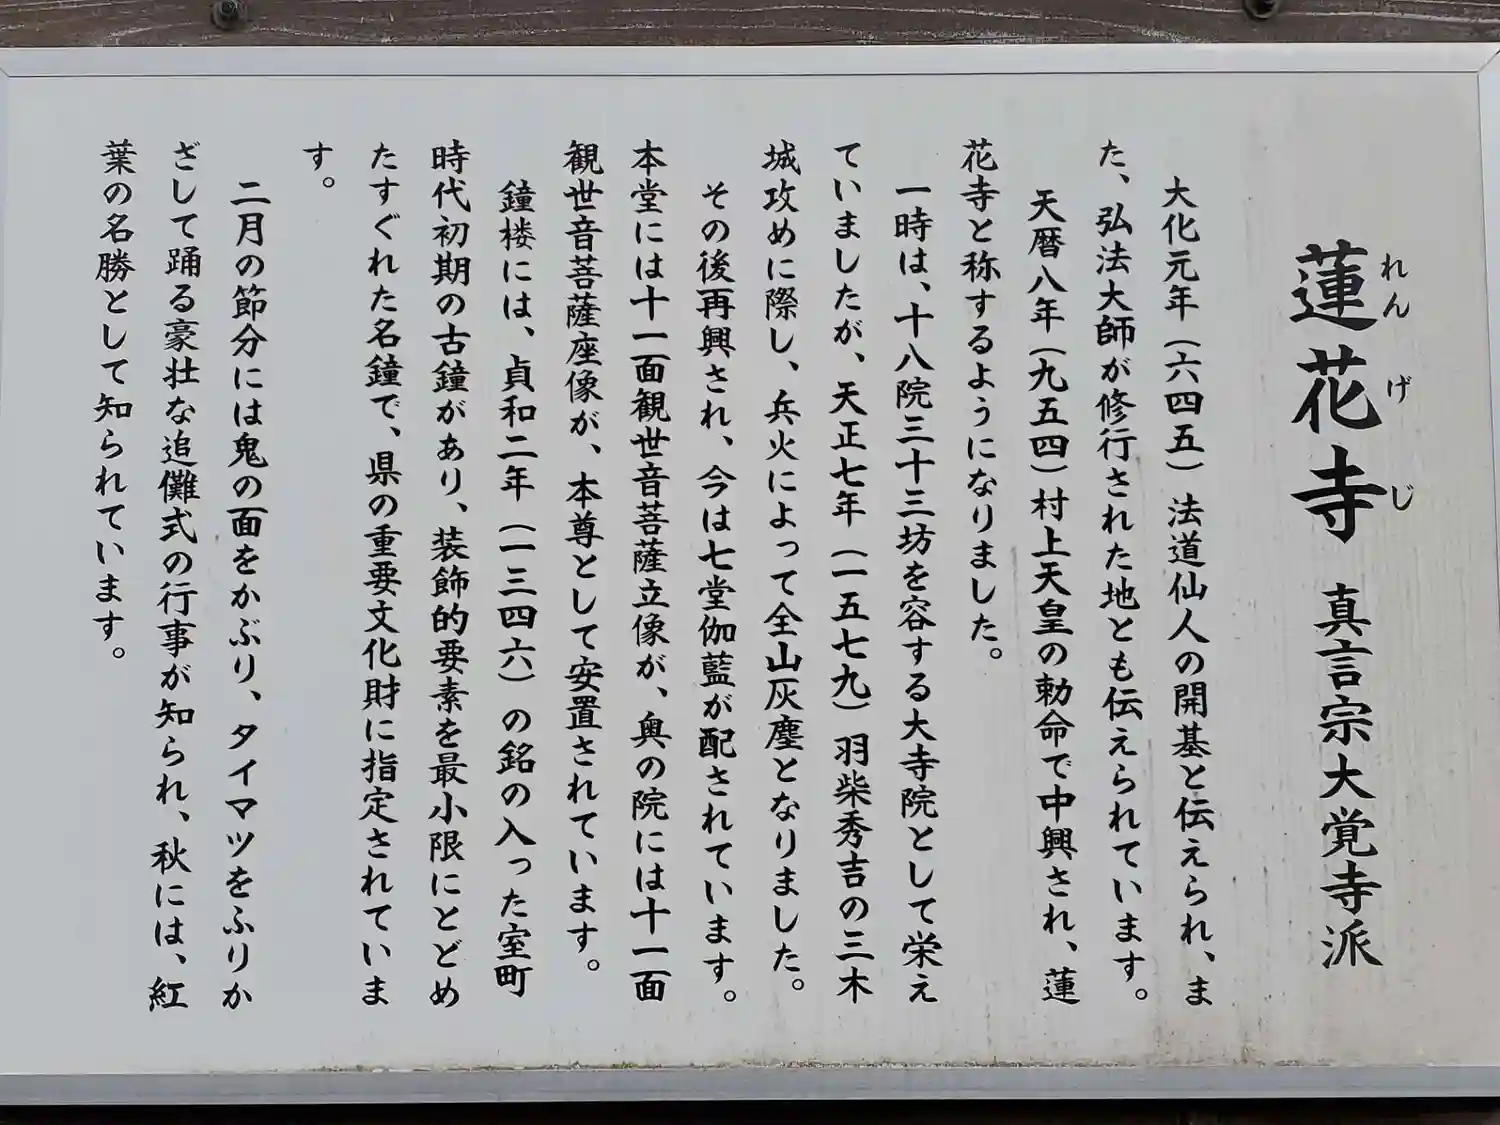 蓮花寺 真言宗大覚寺派
れんげじ
大化元年（六四五）法道仙人の開基と伝えられ、ま
た、弘法大師が修行された地とも伝えられています。
天暦八年（九五四）村上天皇の勅命で中興され、蓮
花寺と称するようになりました。
一時は、十八院三十三坊を容する大寺院として栄え
ていましたが、天正七年（一五七九）羽柴秀吉の三木
城攻めに際し、兵火によって全山灰塵となりました。
その後再興され、今は七堂伽藍が配されています。
本堂には十一面観世音菩薩立像が、奥の院には十一面
観世音菩薩座像が、本尊として安置されています。
鐘楼には、貞和二年（一三四六）の銘の入った室町
時代初期の古鐘があり、装飾的要素を最小限にとどめ
たすぐれた名鐘で、県の重要文化財に指定されていま
す。
二月の節分には鬼の面をかぶり、タイマツをふりか
ざして踊る豪壮な追儺式の行事が知られ、秋には、紅
葉の名勝として知られています。